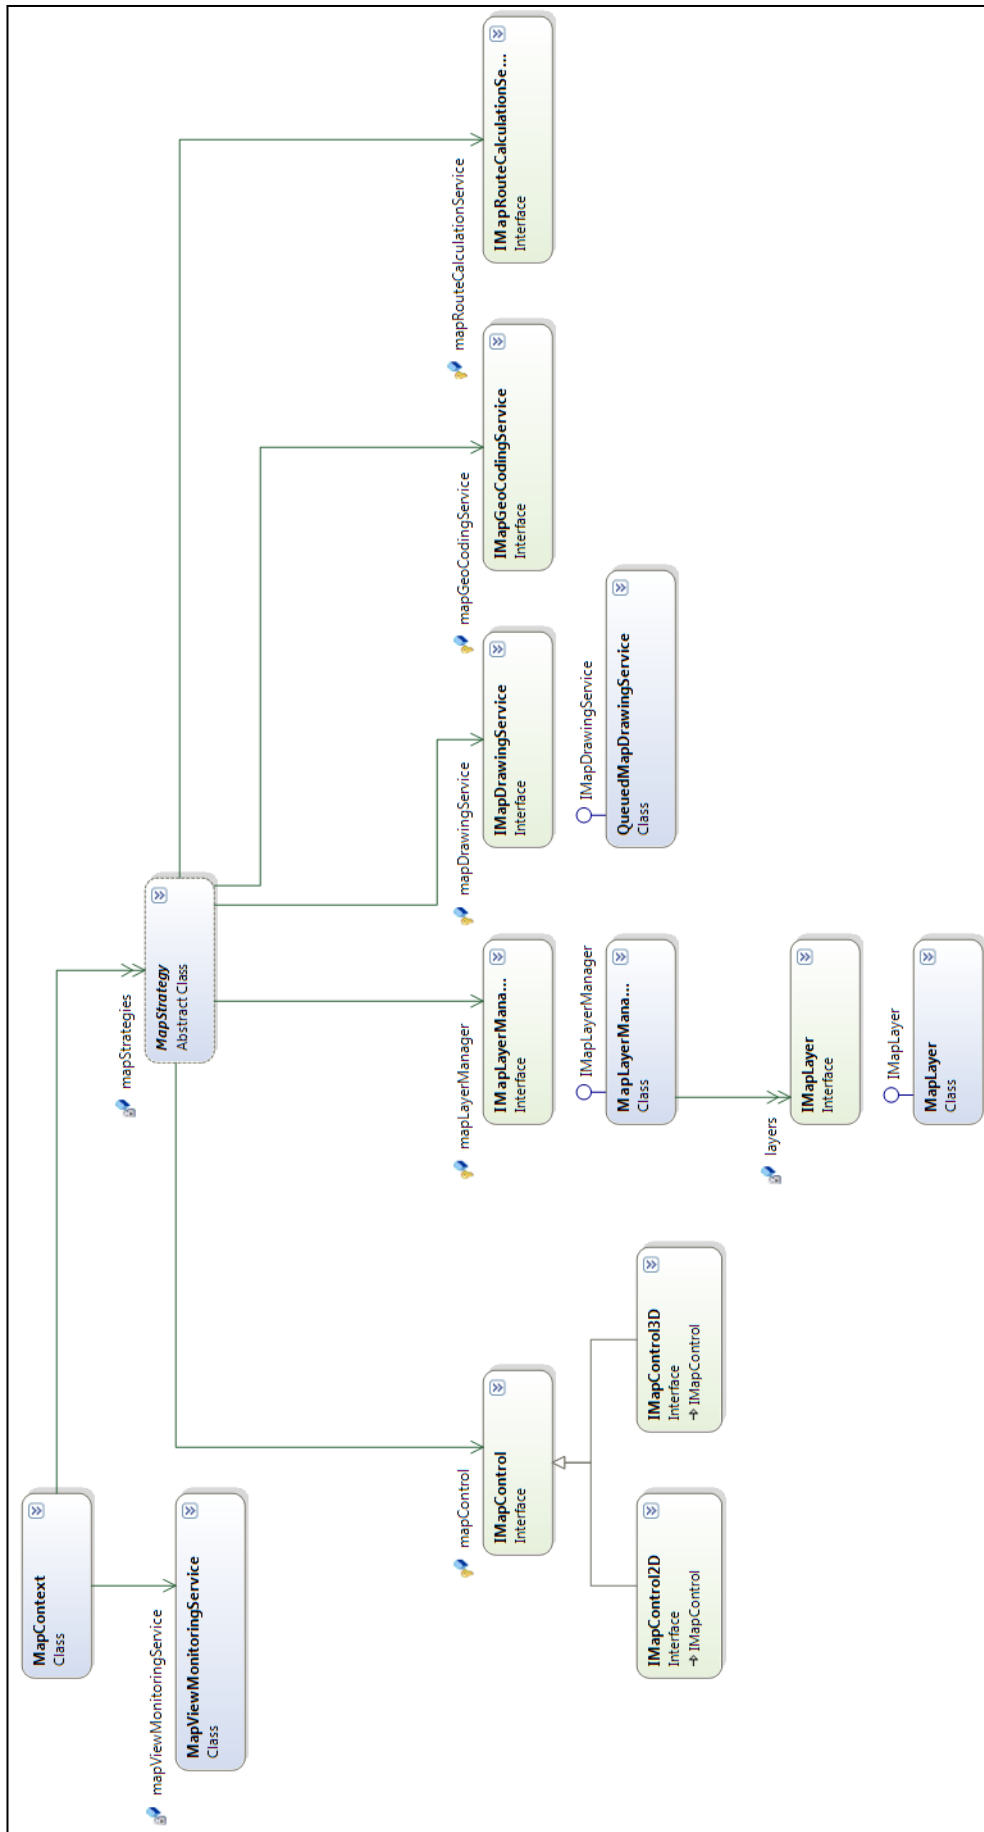 MapContext
Class
mapViewMonitoringService
MapViewMonitoringService
Class
mapStrategies
MapStrategy
Abstract Class
mapControl
IMapControl
Interface
IMapControl2D
Interface
IMapControl
IMapControl3D
Interface
IMapControl
mapLayerManager
IMapLayerMana...
Interface
IMapLayerManager
MapLayerMana...
Class
layers
IMapLayer
Interface
IMapLayer
MapLayer
Class
mapDrawingService
IMapDrawingService
Interface
IMapDrawingService
QueuedMapDrawingService
Class
mapGeoCodingService
IMapGeoCodingService
Interface
mapRouteCalculationService
IMapRouteCalculationSe...
Interface